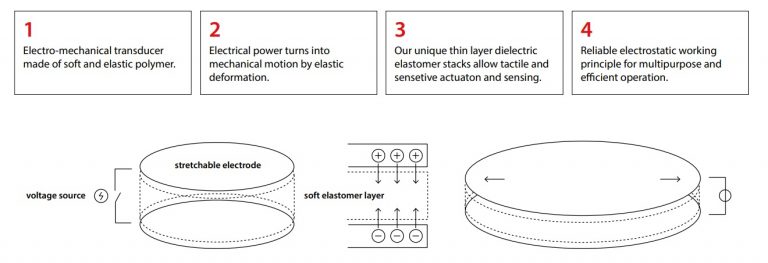 1
Electro-mechanical transducer
made of soft and elastic polymer.
2
Electrical power turns into
mechanical motion by elastic
deformation.
3
Our unique thin layer dielectric
elastomer stacks allow tactile and
sensetive actuaton and sensing.
4
Reliable electrostatic working
principle for multipurpose and
efficient operation.
stretchable electrode
voltage source
soft elastomer layer
+ + +
− − −